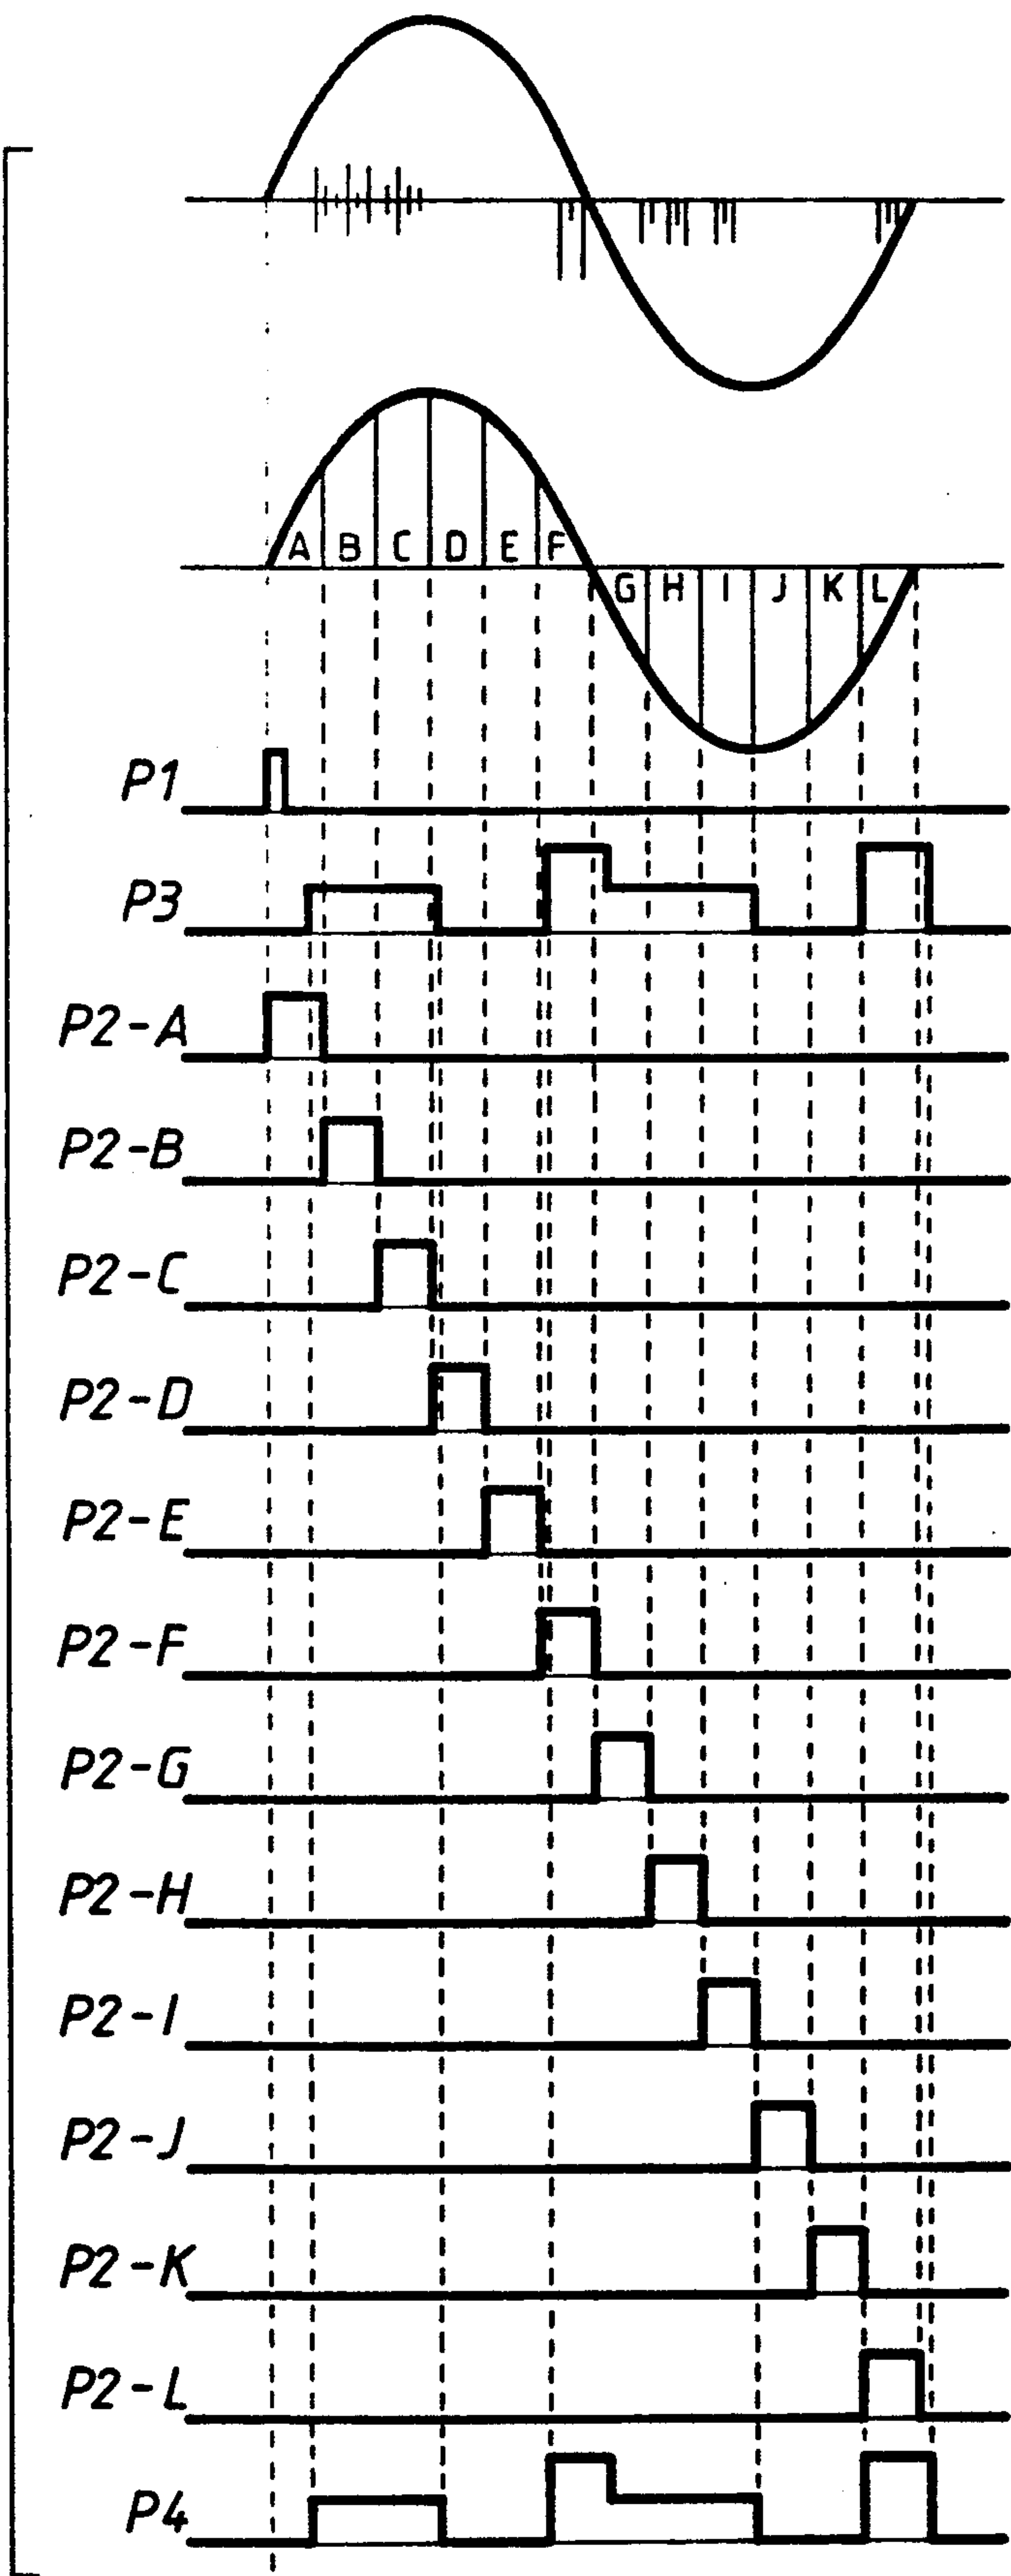 A B C D E F
G H I J K L
P1
P3
P2-A
P2-B
P2-C
P2-D
P2-E
P2-F
P2-G
P2-H
P2-I
P2-J
P2-K
P2-L
P4